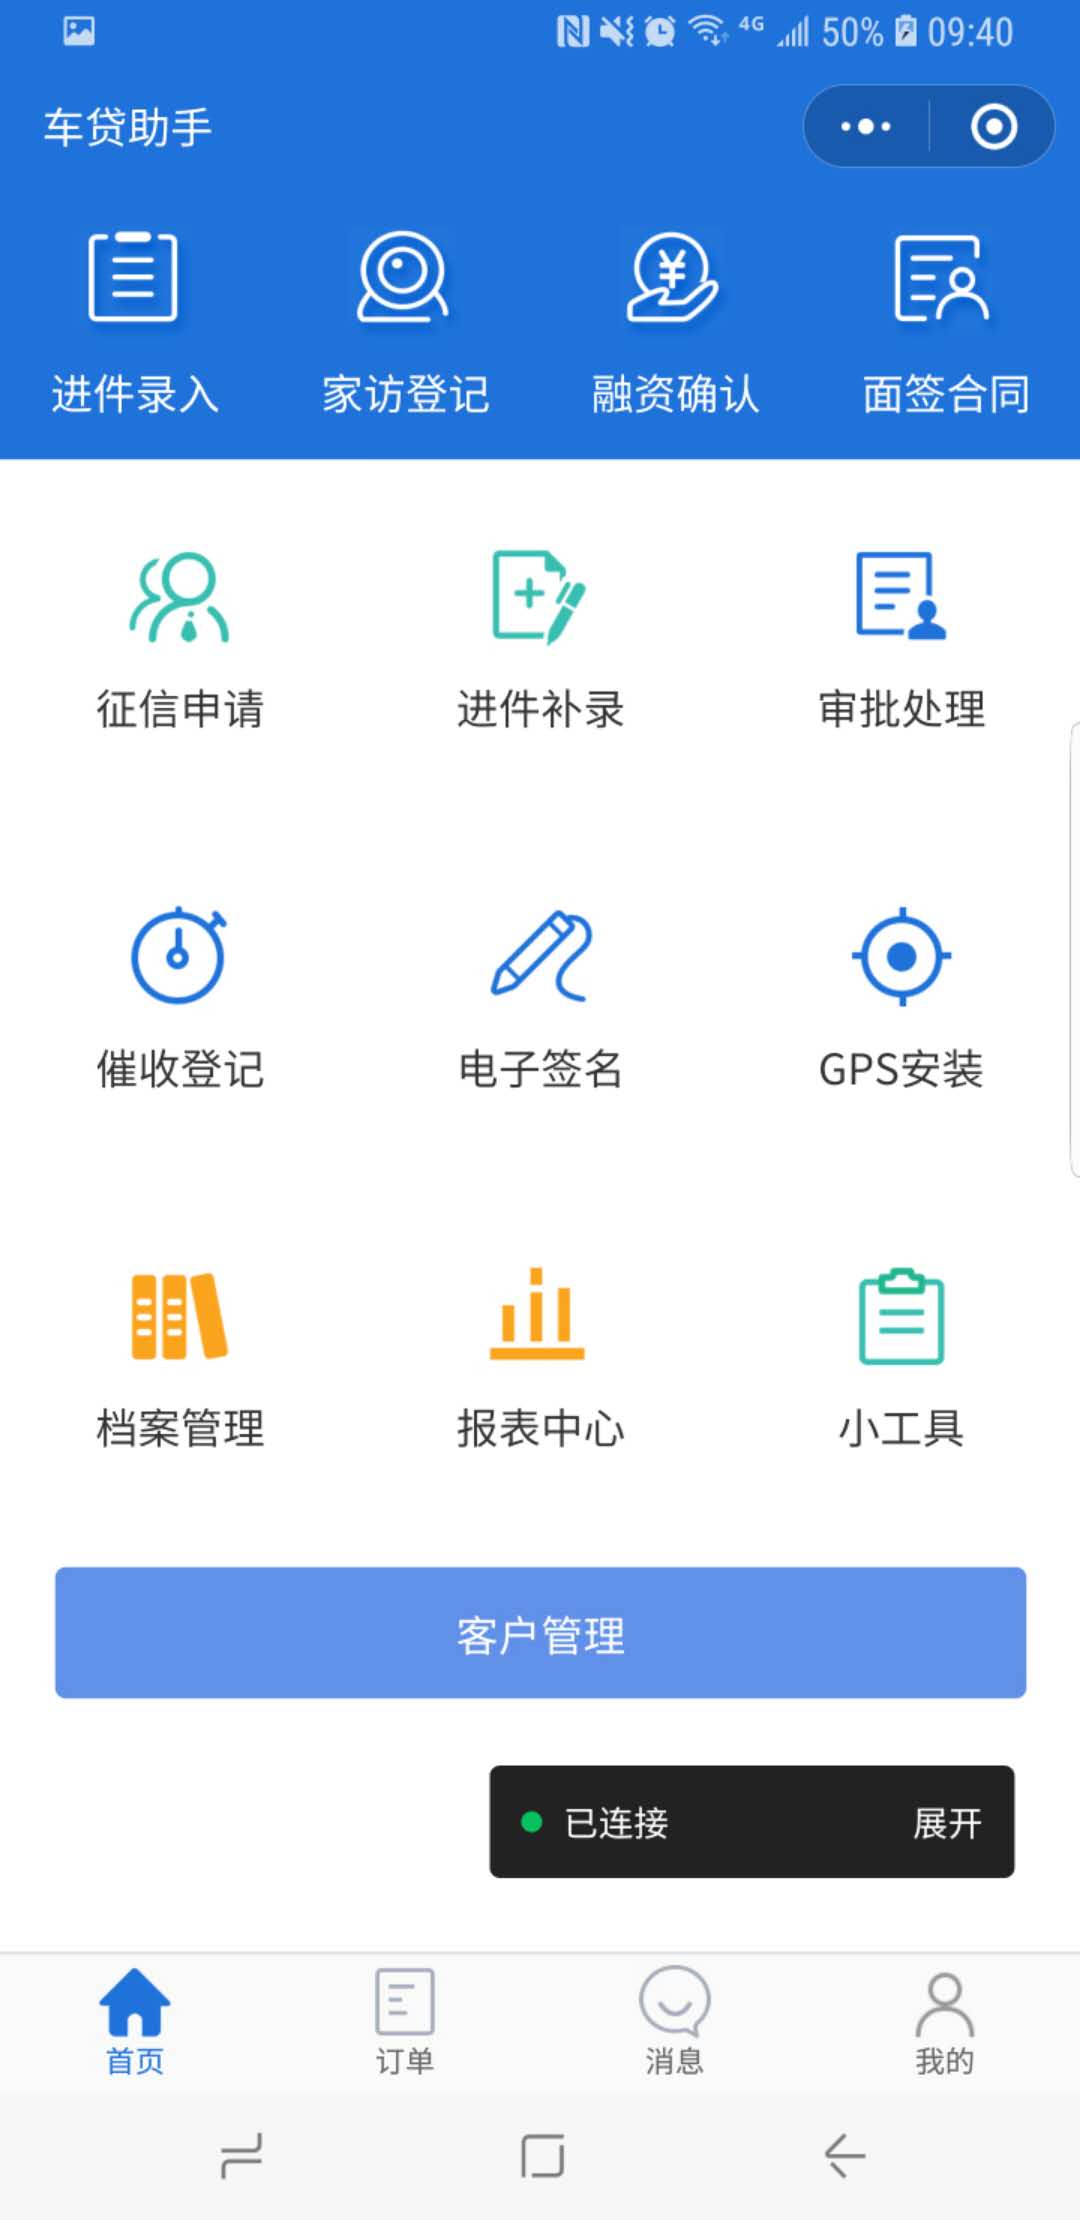 4G 50% 09:40
车贷助手
进件录入 家访登记 融资确认 面签合同
征信申请 进件补录 审批处理
催收登记 电子签名 GPS安装
档案管理 报表中心 小工具
客户管理
已连接 展开
首页 订单 消息 我的